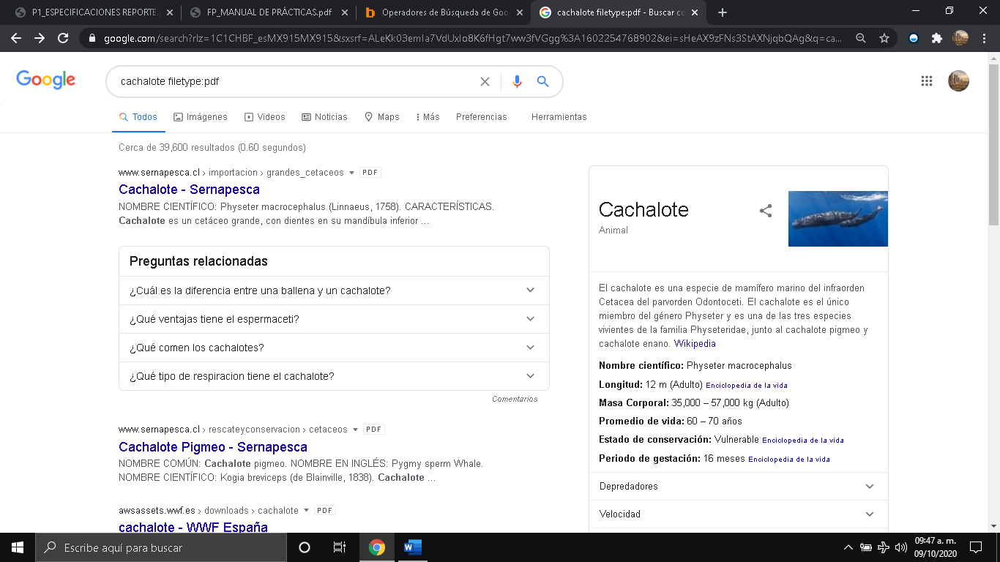 P1_ESPECIFICACIONES REPORTE.
FP_MANUAL DE PRÁCTICAS.pdf
Operadores de Búsqueda de Goo
cachalote filetype:pdf - Buscar co
google.com/search?rlz=1C1CHBF_esMX915MX915&sxsrf=ALeKk03emIa7VdUxIo8K6fHgt7ww3fVGgg%3A1602254768902&ei=sHeAX9zFNs3StAXNjqbQAg&q=ca...
Google
cachalote filetype:pdf
Todos
Imágenes
Videos
Noticias
Maps
Más
Preferencias
Herramientas
Cerca de 39,600 resultados (0.60 segundos)
www.sernapesca.cl › importacion › grandes_cetaceos PDF
Cachalote - Sernapesca
NOMBRE CIENTÍFICO: Physeter macrocephalus (Linnaeus, 1758). CARACTERÍSTICAS.
Cachalote es un cetáceo grande, con dientes en su mandíbula inferior ...
Preguntas relacionadas
¿Cuál es la diferencia entre una ballena y un cachalote?
¿Qué ventajas tiene el espermaceti?
¿Qué comen los cachalotes?
¿Qué tipo de respiracion tiene el cachalote?
Comentarios
www.sernapesca.cl › rescateyconservacion › cetaceos PDF
Cachalote Pigmeo - Sernapesca
NOMBRE COMÚN: Cachalote pigmeo. NOMBRE EN INGLÉS: Pygmy sperm Whale.
NOMBRE CIENTÍFICO: Kogia breviceps (de Blainville, 1838). Cachalote ...
awsassets.wwf.es › downloads › cachalote PDF
cachalote - WWF España
Cachalote
Animal
El cachalote es una especie de mamífero marino del infraorden
Cetacea del parvorden Odontoceti. El cachalote es el único
miembro del género Physeter y es una de las tres especies
vivientes de la familia Physeteridae, junto al cachalote pigmeo y
cachalote enano. Wikipedia
Nombre científico: Physeter macrocephalus
Longitud: 12 m (Adulto) Enciclopedia de la vida
Masa Corporal: 35,000 – 57,000 kg (Adulto)
Promedio de vida: 60 – 70 años
Estado de conservación: Vulnerable Enciclopedia de la vida
Periodo de gestación: 16 meses Enciclopedia de la vida
Depredadores
Velocidad
Escribe aquí para buscar
09:47 a. m.
09/10/2020